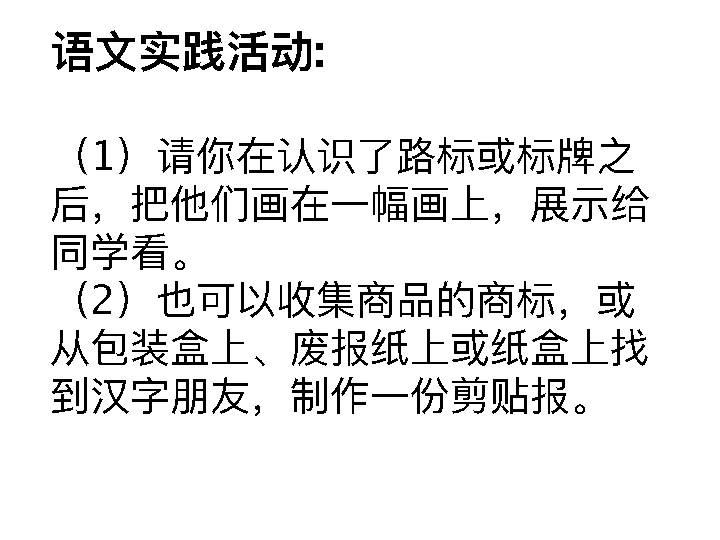 语文实践活动:
（1）请你在认识了路标或标牌之
后，把他们画在一幅画上，展示给
同学看。
（2）也可以收集商品的商标，或
从包装盒上、废报纸上或纸盒上找
到汉字朋友，制作一份剪贴报。